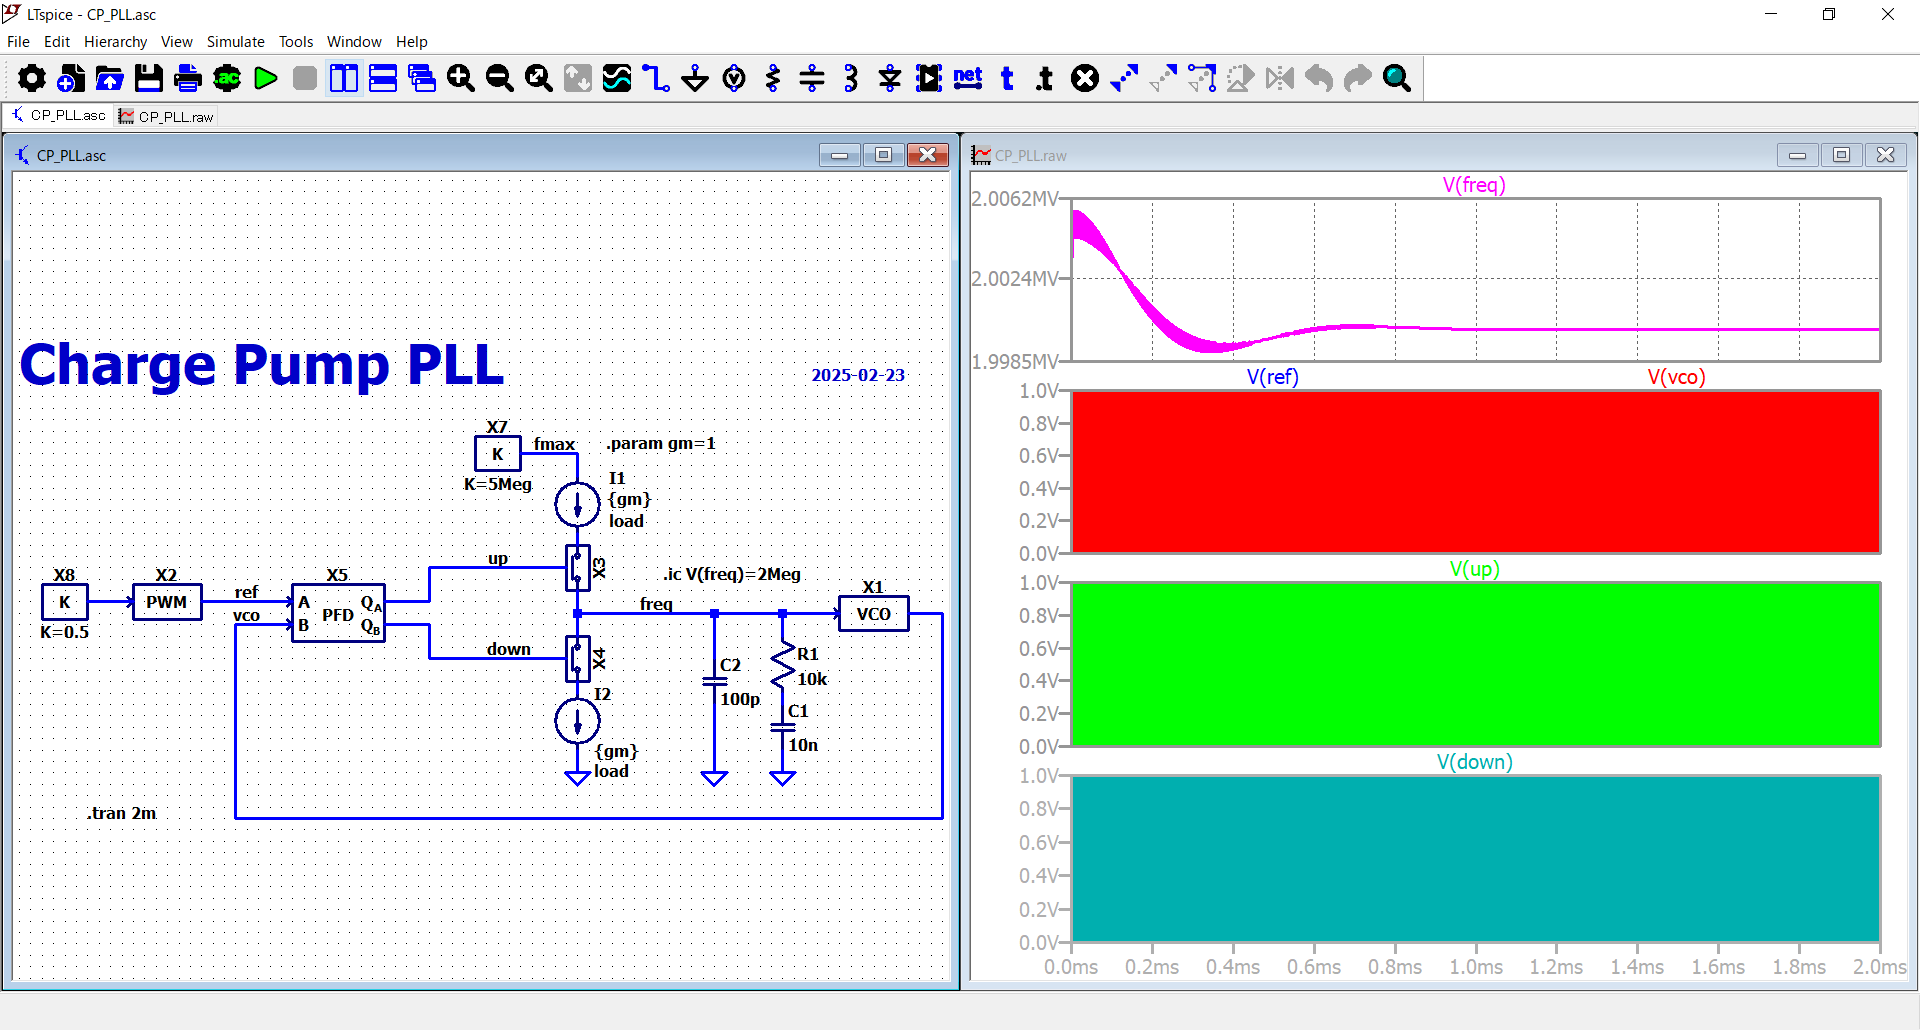 LTspice - CP_PLL.asc
File Edit Hierarchy View Simulate Tools Window Help
.ac net t .t
CP_PLL.asc CP_PLL.raw
CP_PLL.asc
Charge Pump PLL
2025-02-23
X7
K
fmax
.param gm=1
K=5Meg
I1
{gm}
load
up
X3
.ic V(freq)=2Meg
X8
K
K=0.5
X2
PWM
ref
vco
X5
A
B
PFD
QA
QB
freq
X1
VCO
down
X4
I2
{gm}
load
C2
100p
R1
10k
C1
10n
.tran 2m
CP_PLL.raw
V(freq)
2.0062MV
2.0024MV
1.9985MV
V(ref) V(vco)
1.0V
0.8V
0.6V
0.4V
0.2V
0.0V
V(up)
1.0V
0.8V
0.6V
0.4V
0.2V
0.0V
V(down)
1.0V
0.8V
0.6V
0.4V
0.2V
0.0V
0.0ms 0.2ms 0.4ms 0.6ms 0.8ms 1.0ms 1.2ms 1.4ms 1.6ms 1.8ms 2.0ms